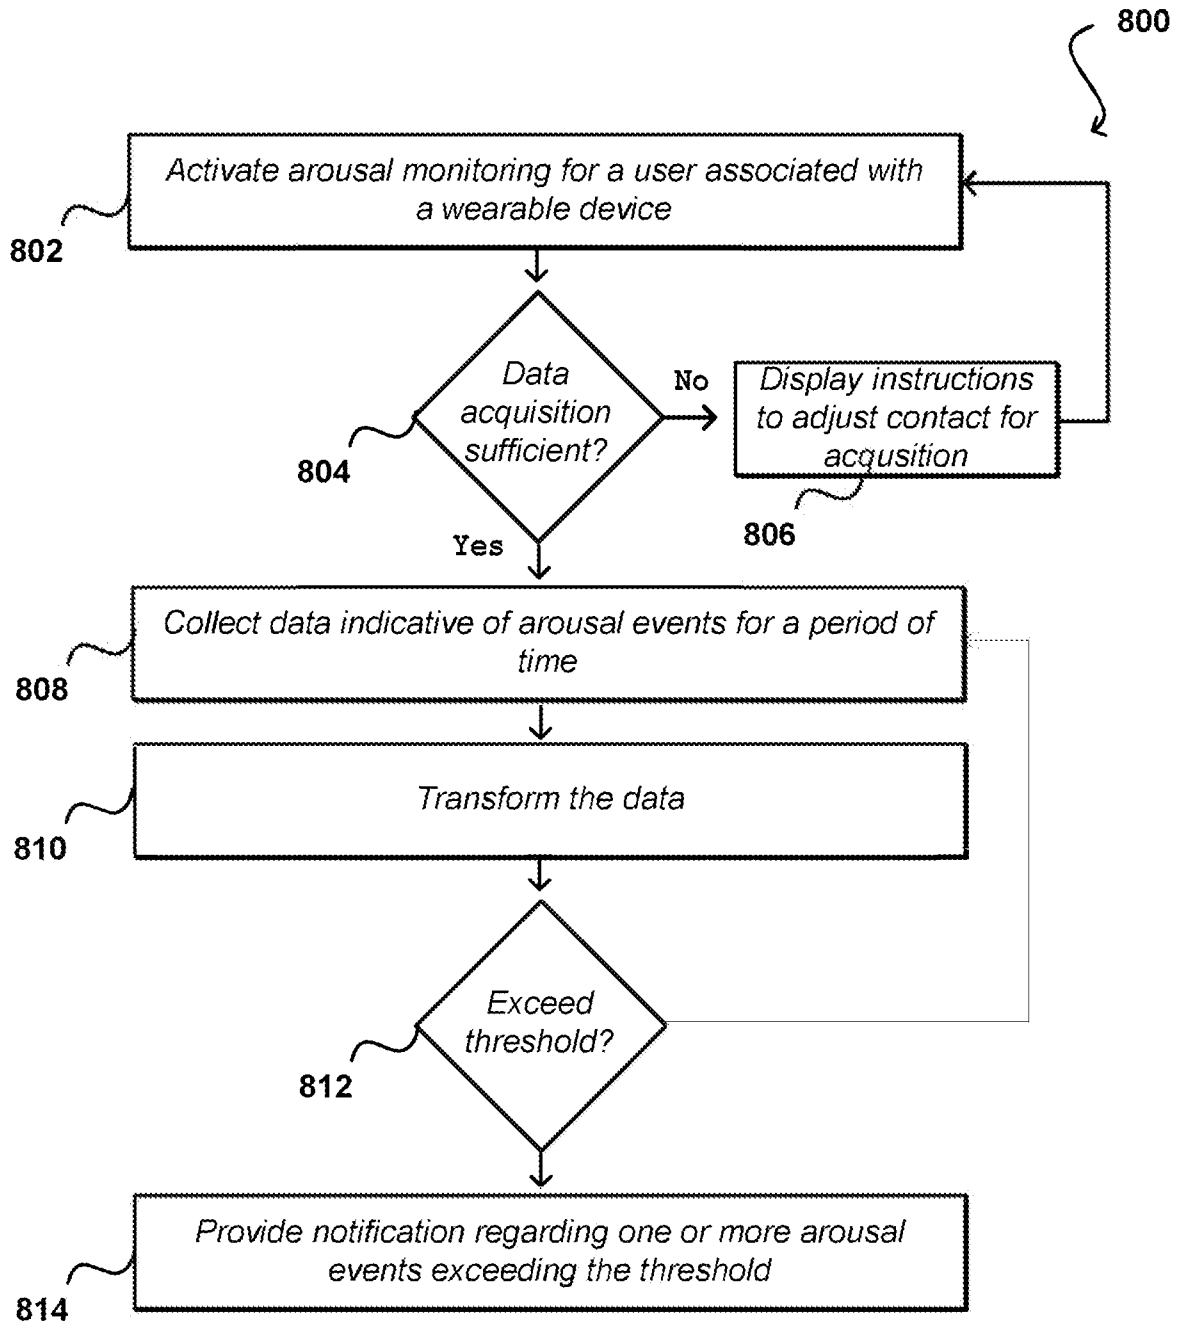 800
Activate arousal monitoring for a user associated with
a wearable device
802
Data
acquisition
sufficient?
804
No
Display instructions
to adjust contact for
acqusition
806
Yes
Collect data indicative of arousal events for a period of
time
808
Transform the data
810
Exceed
threshold?
812
Provide notification regarding one or more arousal
events exceeding the threshold
814